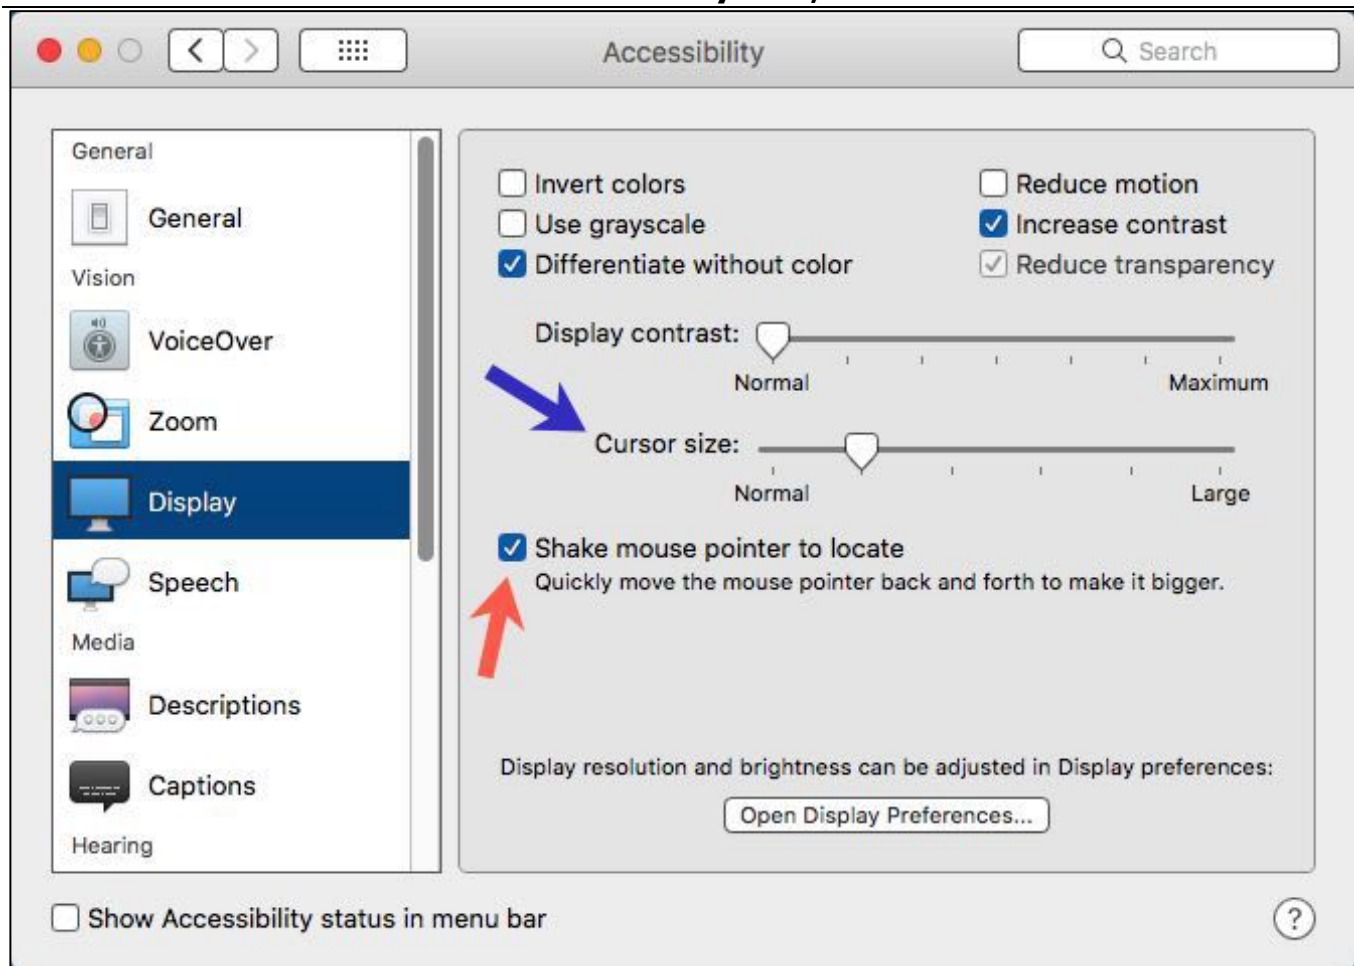 Accessibility
Search
General
General
Vision
VoiceOver
Zoom
Display
Speech
Media
Descriptions
Captions
Hearing
Invert colors
Use grayscale
Differentiate without color
Reduce motion
Increase contrast
Reduce transparency
Display contrast:
Normal
Maximum
Cursor size:
Normal
Large
Shake mouse pointer to locate
Quickly move the mouse pointer back and forth to make it bigger.
Display resolution and brightness can be adjusted in Display preferences:
Open Display Preferences...
Show Accessibility status in menu bar
?